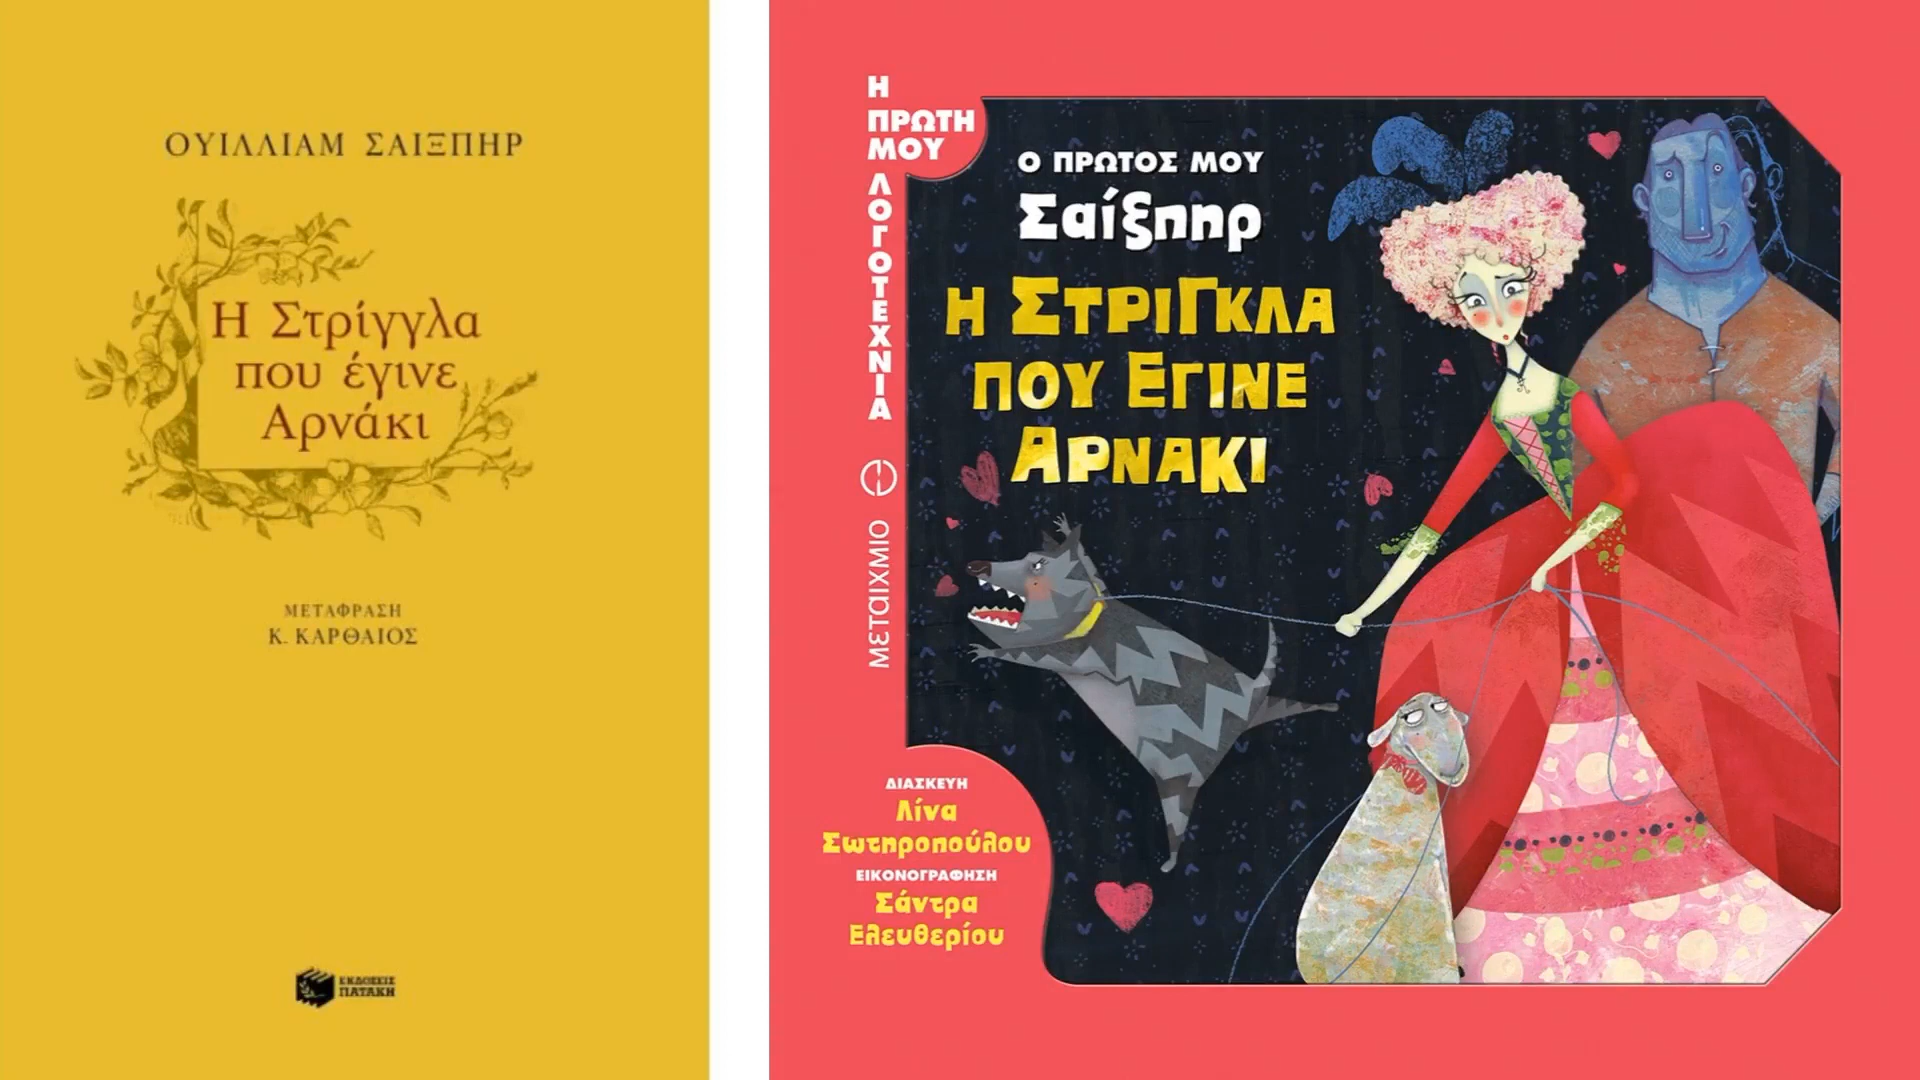 ΟΥΙΛΛΙΑΜ ΣΑΙΞΠΗΡ
Η Στρίγγλα
που έγινε
Αρνάκι
ΜΕΤΑΦΡΑΣΗ
Κ. ΚΑΡΘΑΙΟΣ
ΕΚΔΟΣΕΙΣ
ΠΑΤΑΚΗ
Η
ΠΡΩΤΗ
ΜΟΥ
ΛΟΓΟΤΕΧΝΙΑ
ΜΕΤΑΙΧΜΙΟ
Ο ΠΡΩΤΟΣ ΜΟΥ
Σαίξπηρ
Η ΣΤΡΙΓΚΛΑ
ΠΟΥ ΕΓΙΝΕ
ΑΡΝΑΚΙ
ΔΙΑΣΚΕΥΗ
Λίνα
Σωτηροπούλου
ΕΙΚΟΝΟΓΡΑΦΗΣΗ
Σάντρα
Ελευθερίου